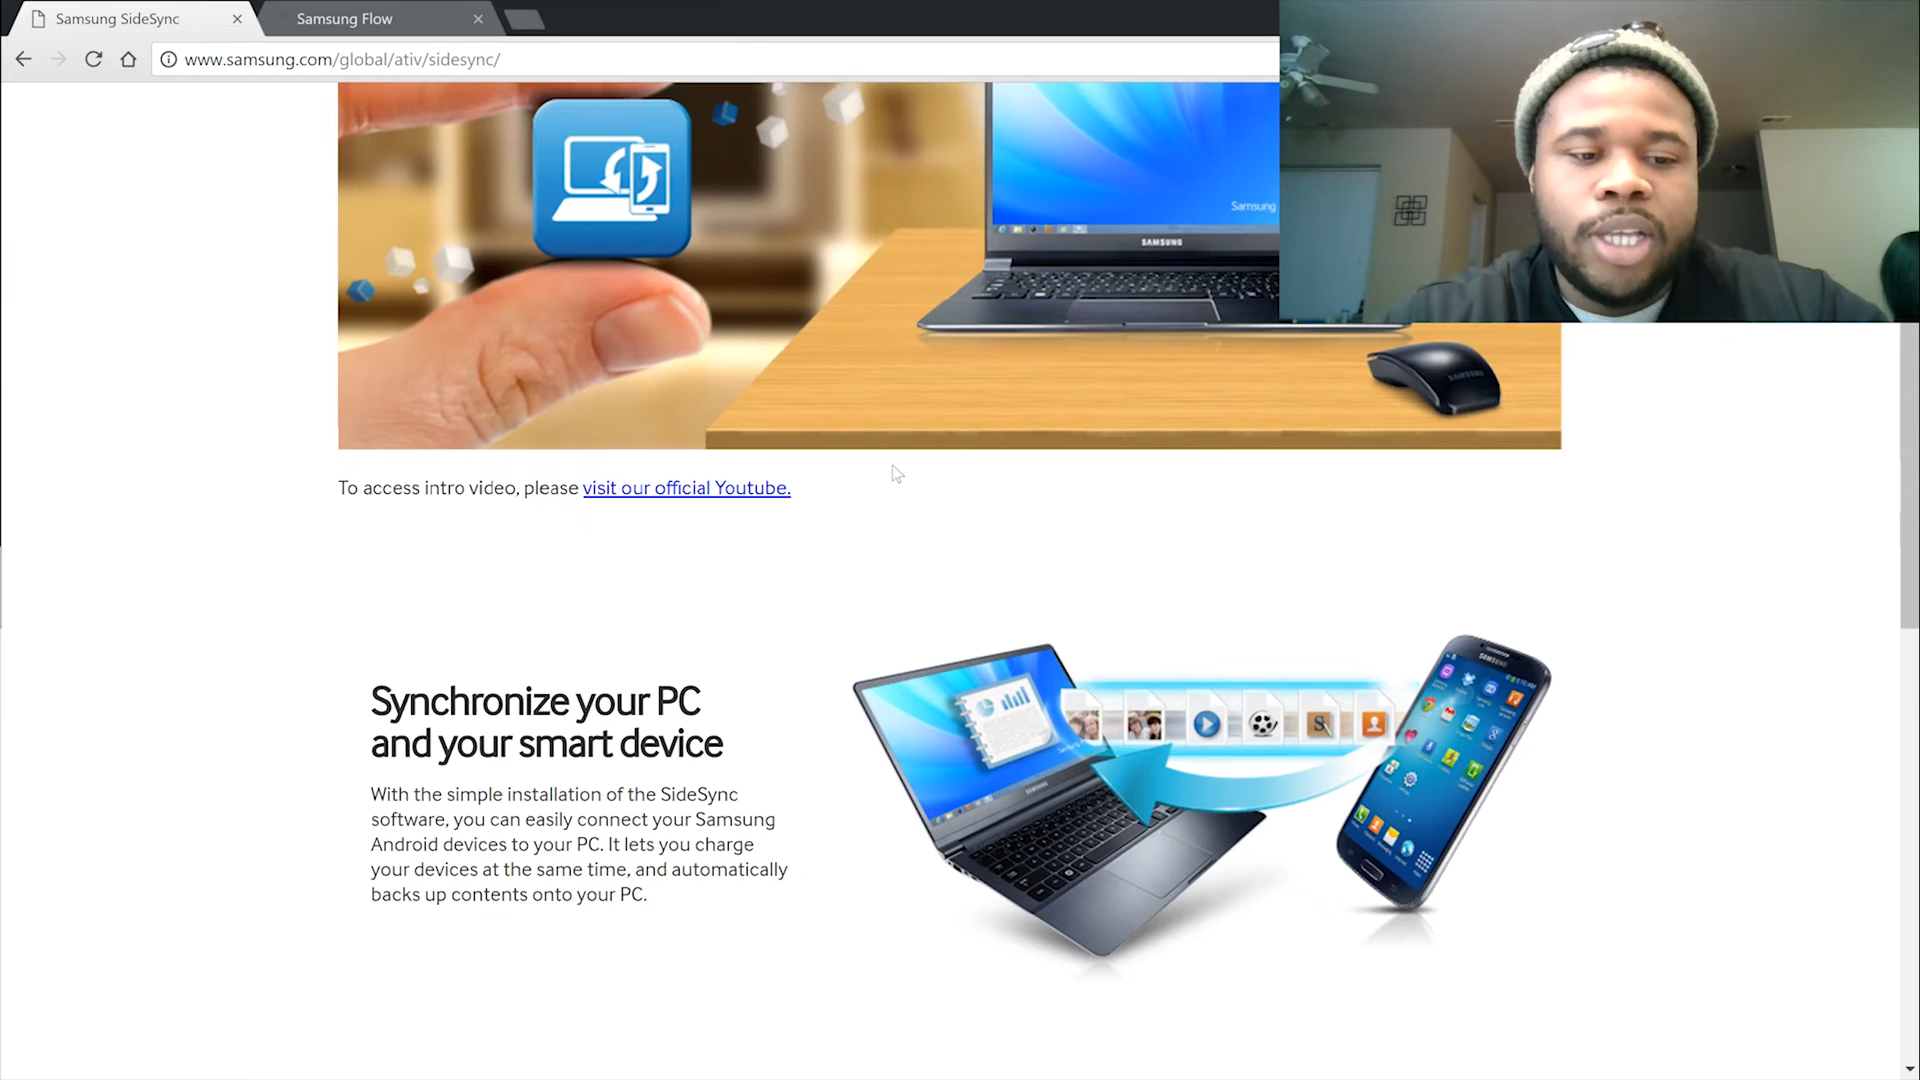 Samsung SideSync
Samsung Flow
www.samsung.com/global/ativ/sidesync/
Samsung
SAMSUNG
SAMSUNG
To access intro video, please visit our official Youtube.
Synchronize your PC
and your smart device
With the simple installation of the SideSync
software, you can easily connect your Samsung
Android devices to your PC. It lets you charge
your devices at the same time, and automatically
backs up contents onto your PC.
SAMSUNG
SAMSUNG